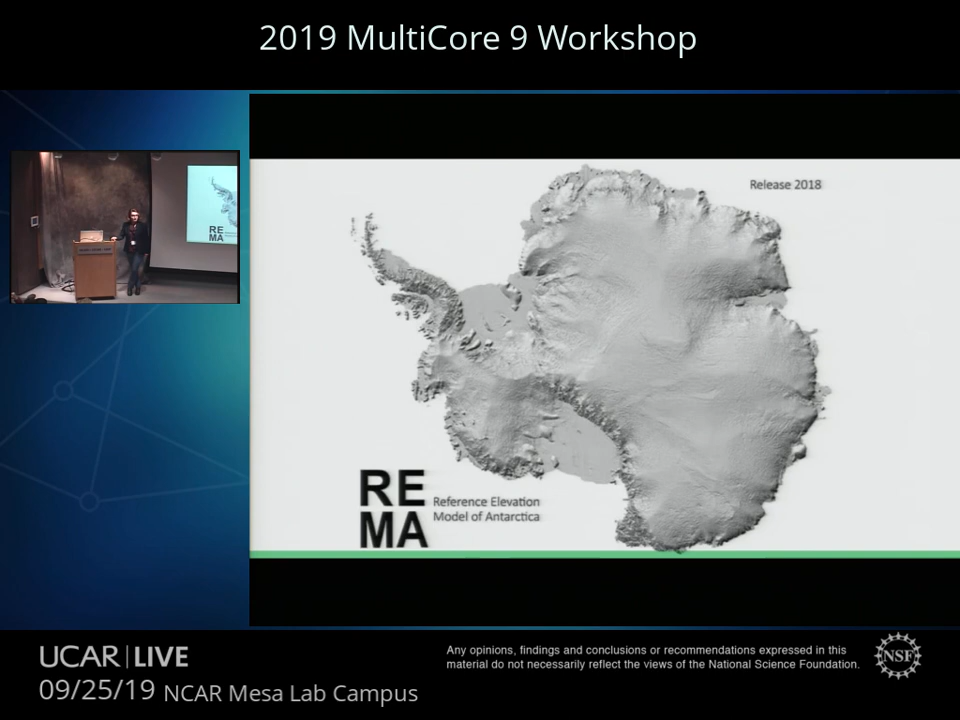 2019 MultiCore 9 Workshop
Release 2018
RE
MA
RE
MA
Reference Elevation
Model of Antarctica
UCAR | LIVE
09/25/19 NCAR Mesa Lab Campus
Any opinions, findings and conclusions or recommendations expressed in this
material do not necessarily reflect the views of the National Science Foundation.
NSF